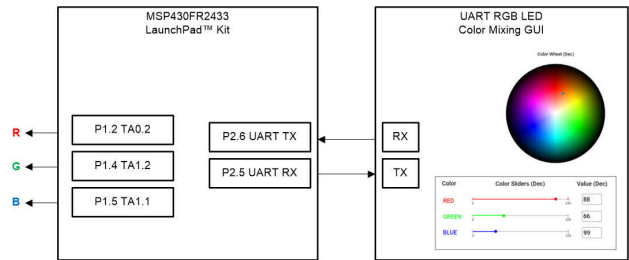 MSP430FR2433
LaunchPad™ Kit
UART RGB LED
Color Mixing GUI
Color Wheel (Dec)
R
G
B
P1.2 TA0.2
P1.4 TA1.2
P1.5 TA1.1
P2.6 UART TX
P2.5 UART RX
RX
TX
Color Color Sliders (Dec) Value (Dec)
RED 88
GREEN 66
BLUE 99